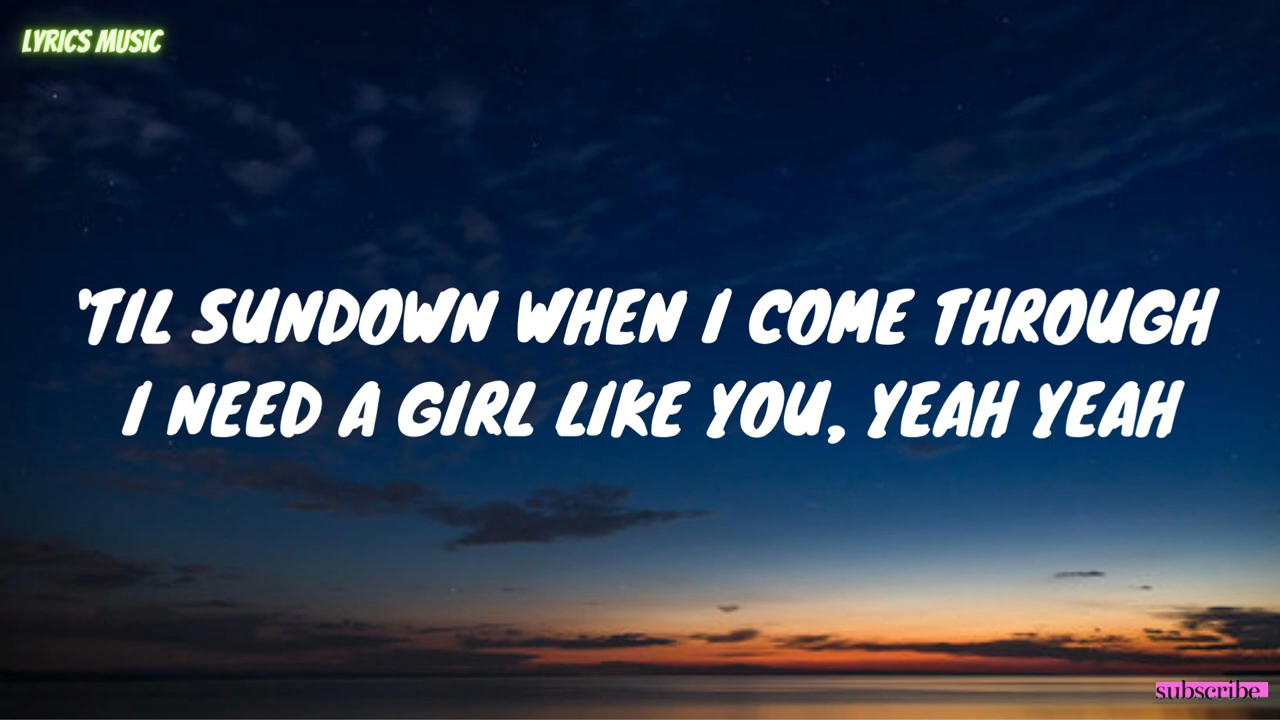 LYRICS MUSIC
'TIL SUNDOWN WHEN I COME THROUGH
I NEED A GIRL LIKE YOU, YEAH YEAH
subscribe